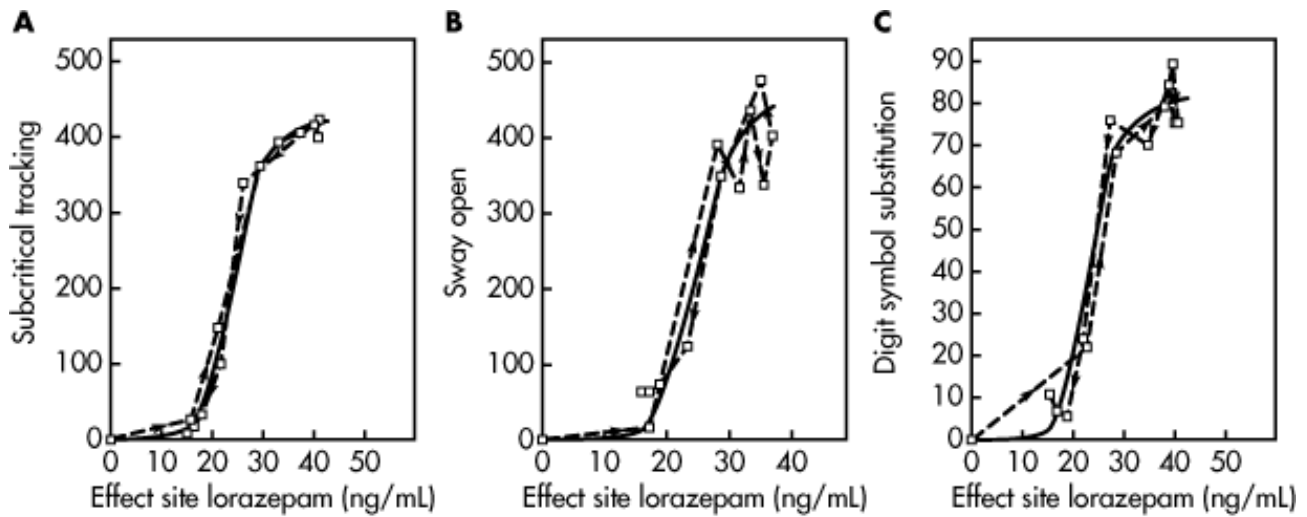 A
Subcritical tracking
500
400
300
200
100
0
0 10 20 30 40 50
Effect site lorazepam (ng/mL)
B
Sway open
500
400
300
200
100
0
0 10 20 30 40
Effect site lorazepam (ng/mL)
C
Digit symbol substitution
90
80
70
60
50
40
30
20
10
0
0 10 20 30 40 50
Effect site lorazepam (ng/mL)